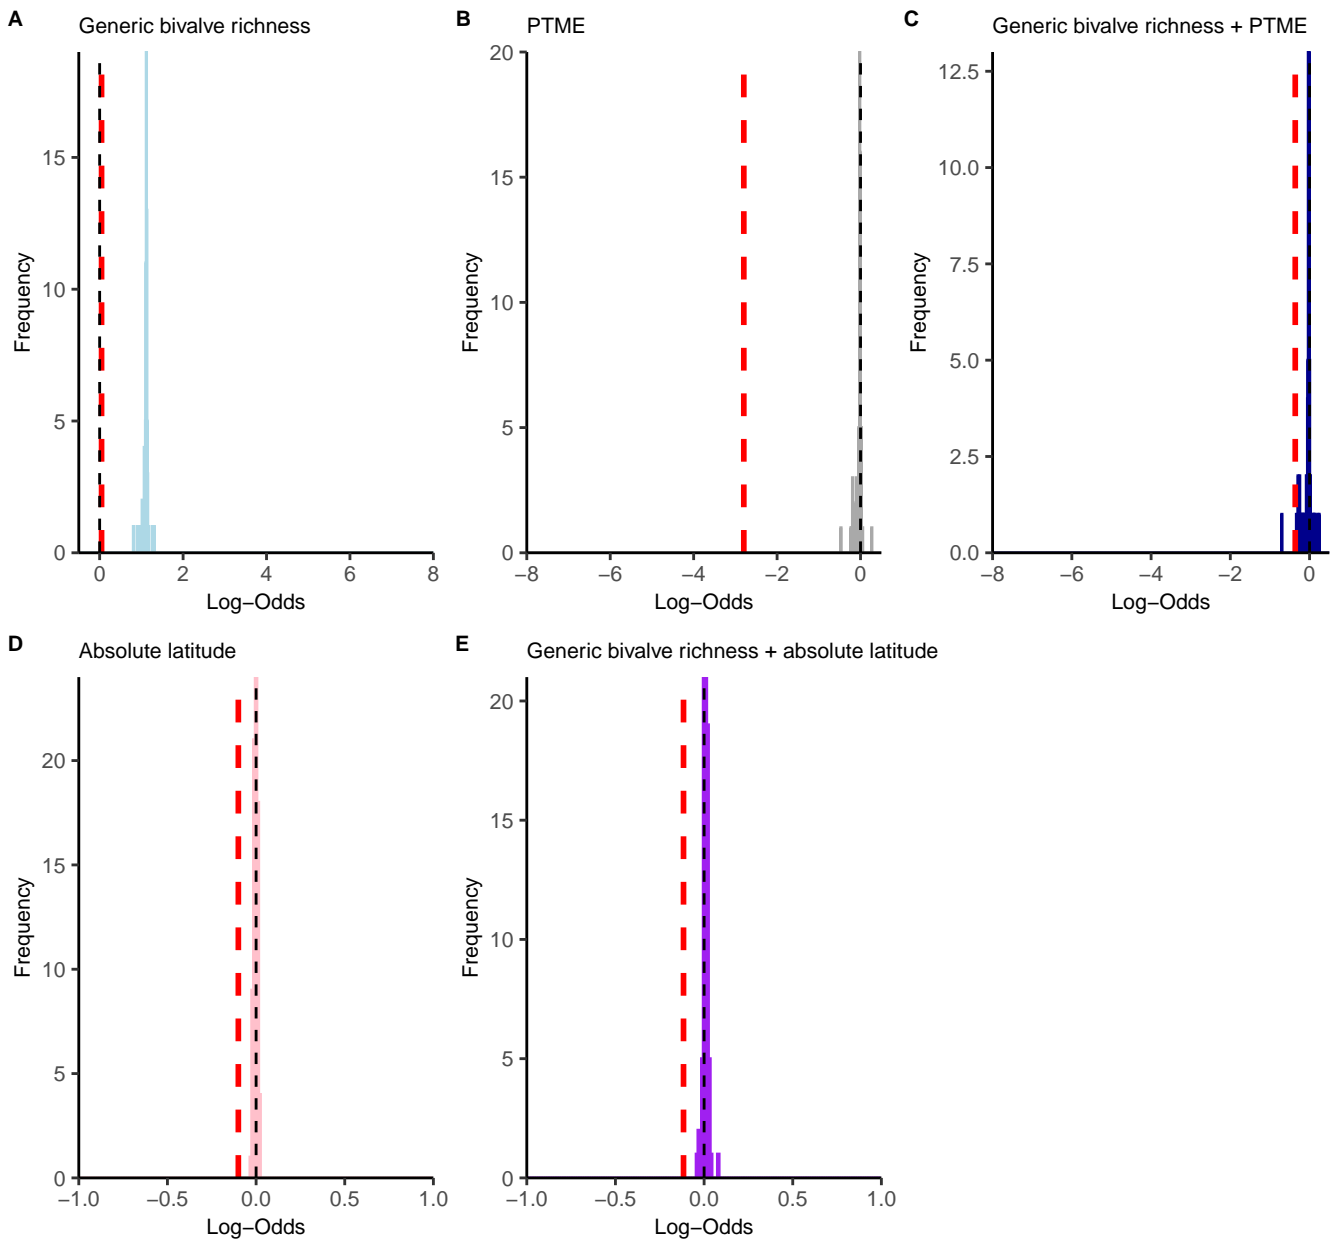 A
Generic bivalve richness
15
10
5
0
Frequency
0
2
4
6
8
Log−Odds
B
PTME
20
15
10
5
0
Frequency
−8
−6
−4
−2
0
Log−Odds
C
Generic bivalve richness + PTME
12.5
10.0
7.5
5.0
2.5
0.0
Frequency
−8
−6
−4
−2
0
Log−Odds
D
Absolute latitude
20
15
10
5
0
Frequency
−1.0
−0.5
0.0
0.5
1.0
Log−Odds
E
Generic bivalve richness + absolute latitude
20
15
10
5
0
Frequency
−1.0
−0.5
0.0
0.5
1.0
Log−Odds